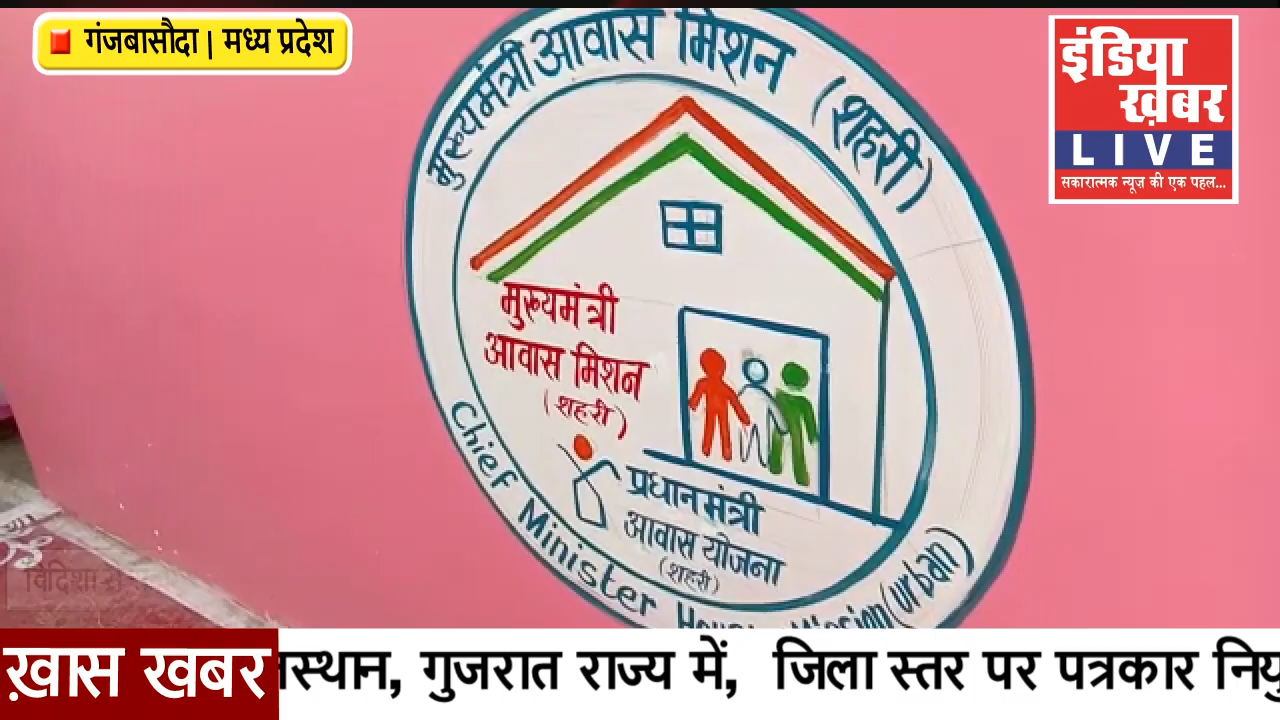 गंजबासौदा | मध्य प्रदेश
इंडिया
ख़बर
LIVE
सकारात्मक न्यूज़ की एक पहल...
मुख्यमंत्री आवास मिशन (शहरी)
मुख्यमंत्री
आवास मिशन
(शहरी)
प्रधानमंत्री
आवास योजना
(शहरी)
Chief Minister Mission (urban)
विदिशा
ख़ास खबर
स्थान, गुजरात राज्य में, जिला स्तर पर पत्रकार